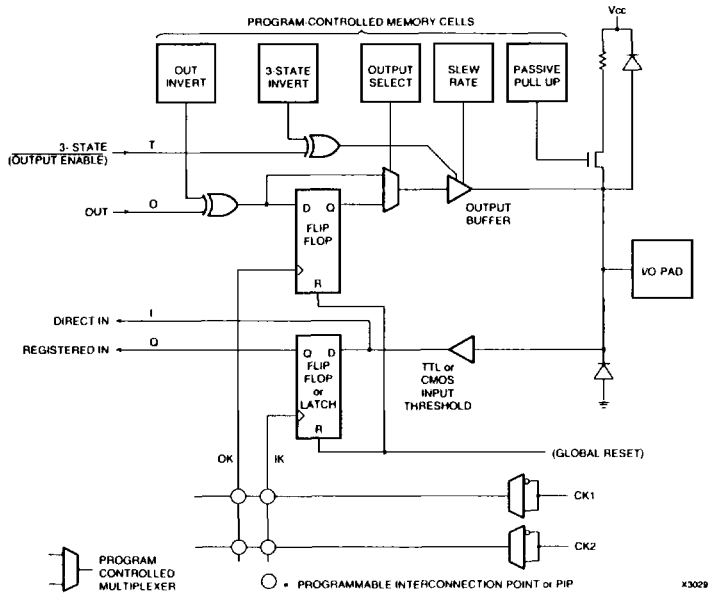 PROGRAM-CONTROLLED MEMORY CELLS
Vcc
OUT
INVERT
3-STATE
INVERT
OUTPUT
SELECT
SLEW
RATE
PASSIVE
PULL UP
3- STATE
(OUTPUT ENABLE)
T
OUT
O
D Q
FLIP
FLOP
R
OUTPUT
BUFFER
I/O PAD
DIRECT IN
I
REGISTERED IN
Q
Q D
FLIP
FLOP
or
LATCH
R
TTL or
CMOS
INPUT
THRESHOLD
OK
IK
(GLOBAL RESET)
CK1
CK2
PROGRAM
CONTROLLED
MULTIPLEXER
= PROGRAMMABLE INTERCONNECTION POINT or PIP
X3029